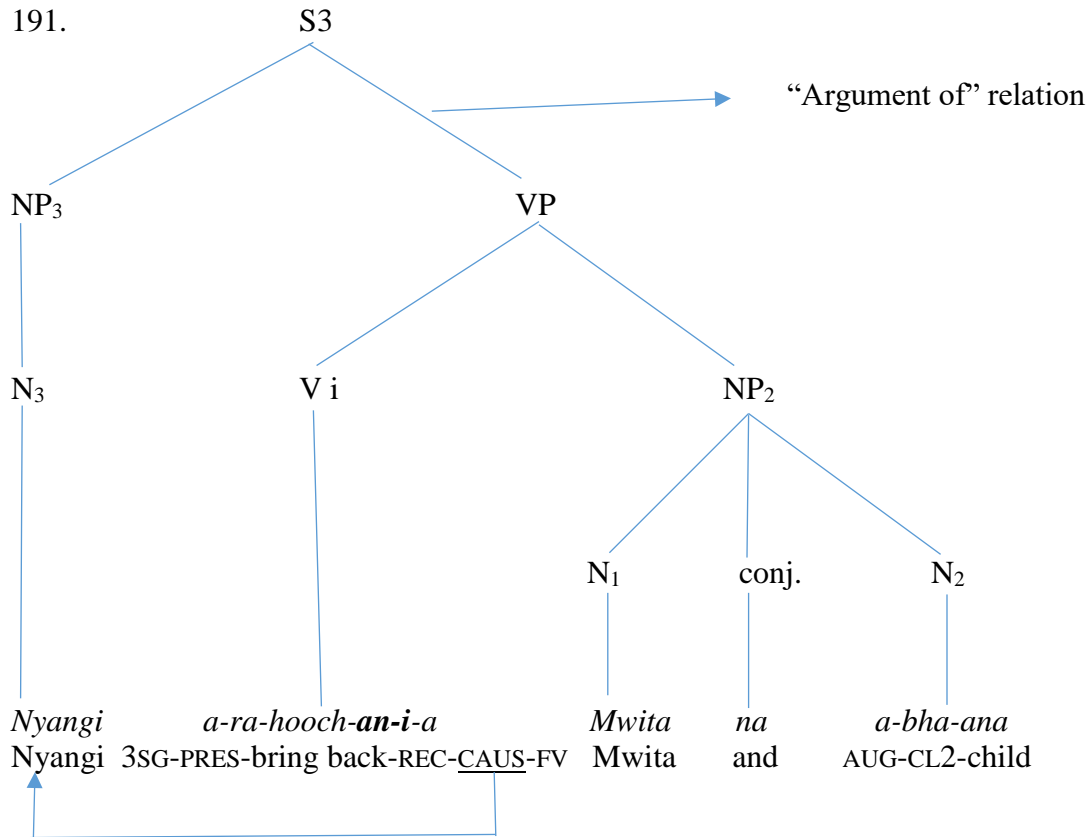 191. S3
“Argument of” relation
NP₃ VP
N₃ V i NP₂
N₁ conj. N₂
Nyangi a-ra-hooch-an-i-a Mwita na a-bha-ana
Nyangi 3SG-PRES-bring back-REC-CAUS-FV Mwita and AUG-CL2-child